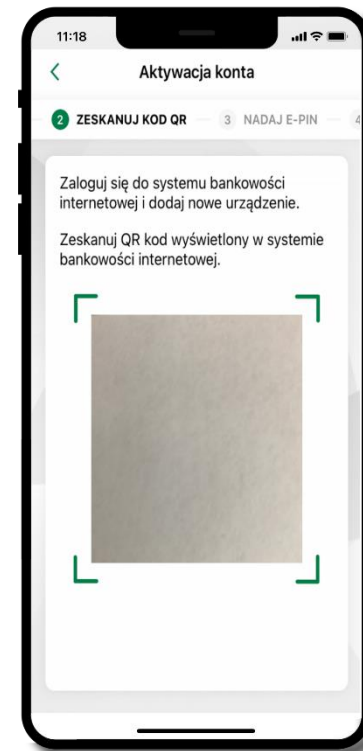 11:18
Aktywacja konta
2 ZESKANUJ KOD QR 3 NADAJ E-PIN 4
Zaloguj się do systemu bankowości
internetowej i dodaj nowe urządzenie.
Zeskanuj QR kod wyświetlony w systemie
bankowości internetowej.